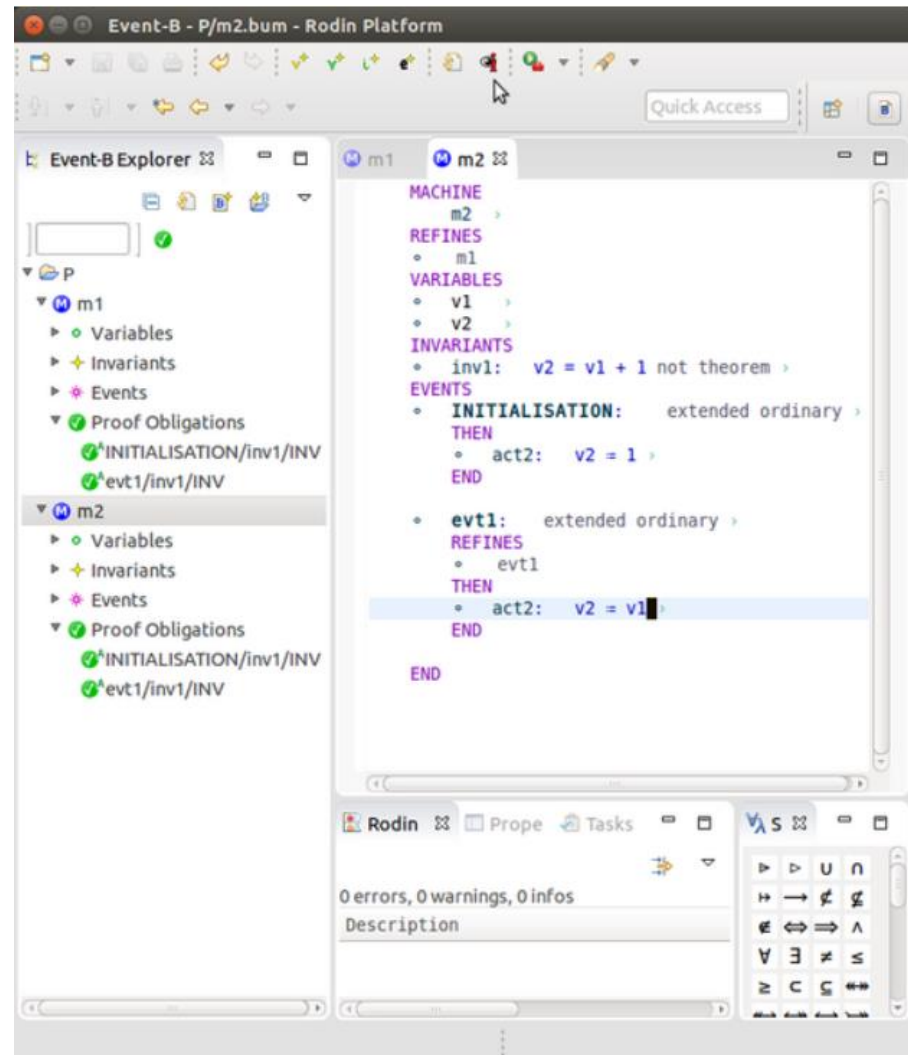 Event-B - P/m2.bum - Rodin Platform
Quick Access
Event-B Explorer
P
m1
Variables
Invariants
Events
Proof Obligations
INITIALISATION/inv1/INV
evt1/inv1/INV
m2
Variables
Invariants
Events
Proof Obligations
INITIALISATION/inv1/INV
evt1/inv1/INV
m1 m2
MACHINE
m2
REFINES
m1
VARIABLES
v1
v2
INVARIANTS
inv1: v2 = v1 + 1 not theorem
EVENTS
INITIALISATION: extended ordinary
THEN
act2: v2 = 1
END
evt1: extended ordinary
REFINES
evt1
THEN
act2: v2 = v1
END
END
Rodin Prope Tasks
0 errors, 0 warnings, 0 infos
Description
∀λ S
⩥ ▷ ∪ ∩
↦ → ⊄ ⊈
∉ ⇔ ⇒ ∧
∀ ∃ ≠ ≤
≥ ⊂ ⊆